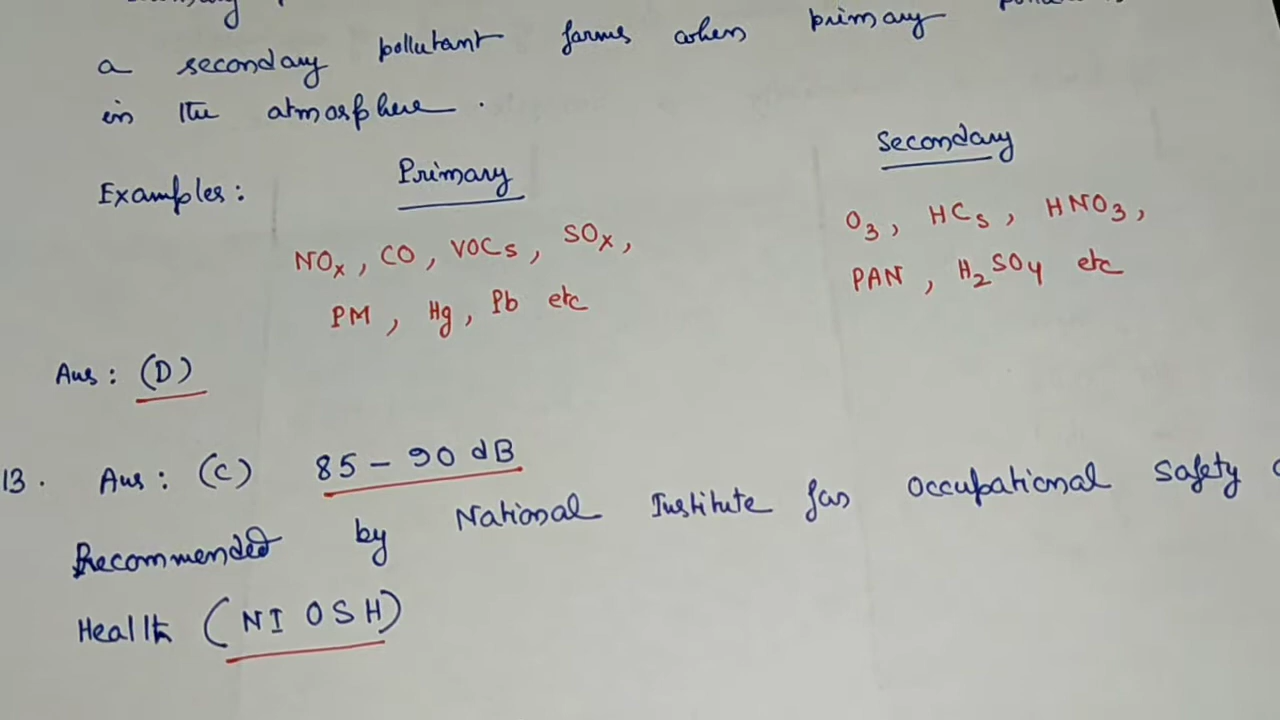 a secondary pollutant forms when primary
in the atmosphere.
Examples: Primary Secondary
NOx, CO, VOCs, SOx, O3, HCs, HNO3,
PM, Hg, Pb etc PAN, H2SO4 etc
Ans: (D)
13. Ans: (C) 85-90 dB
Recommended by National Institute for Occupational Safety
Health (NIOSH)